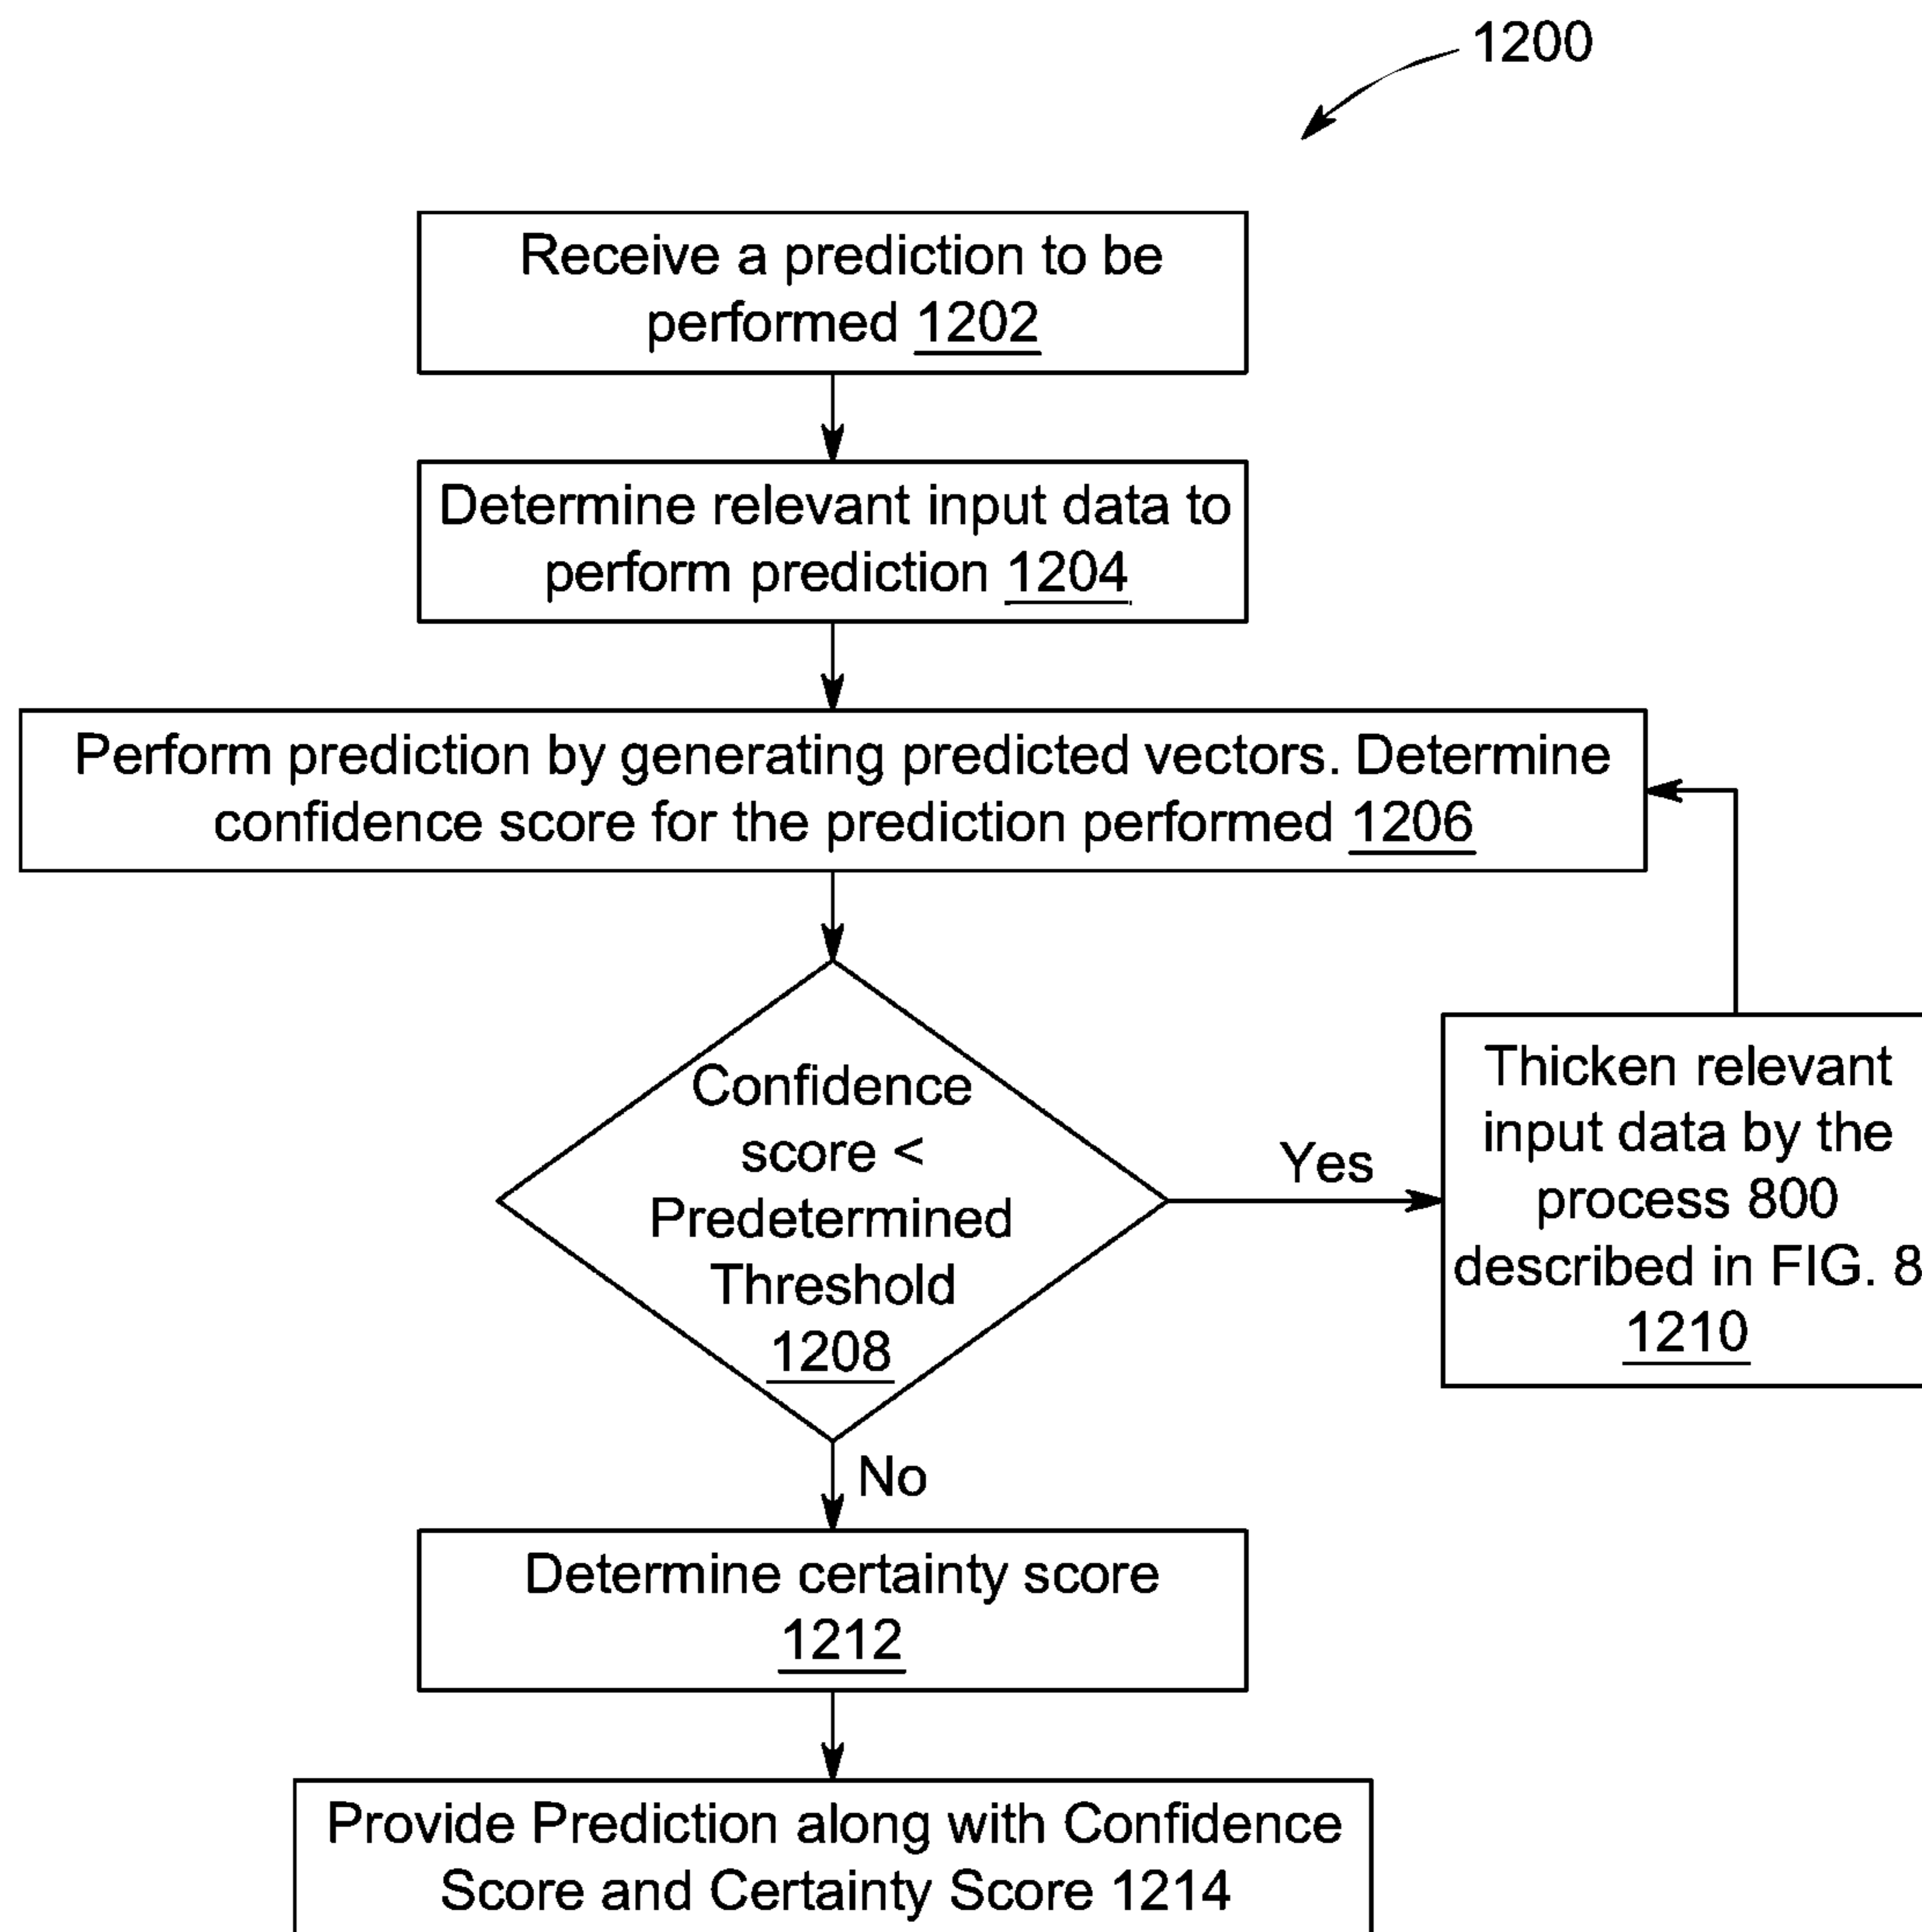 1200
Receive a prediction to be
performed 1202
Determine relevant input data to
perform prediction 1204
Perform prediction by generating predicted vectors. Determine
confidence score for the prediction performed 1206
Confidence
score <
Predetermined
Threshold
1208
Yes
Thicken relevant
input data by the
process 800
described in FIG. 8
1210
No
Determine certainty score
1212
Provide Prediction along with Confidence
Score and Certainty Score 1214